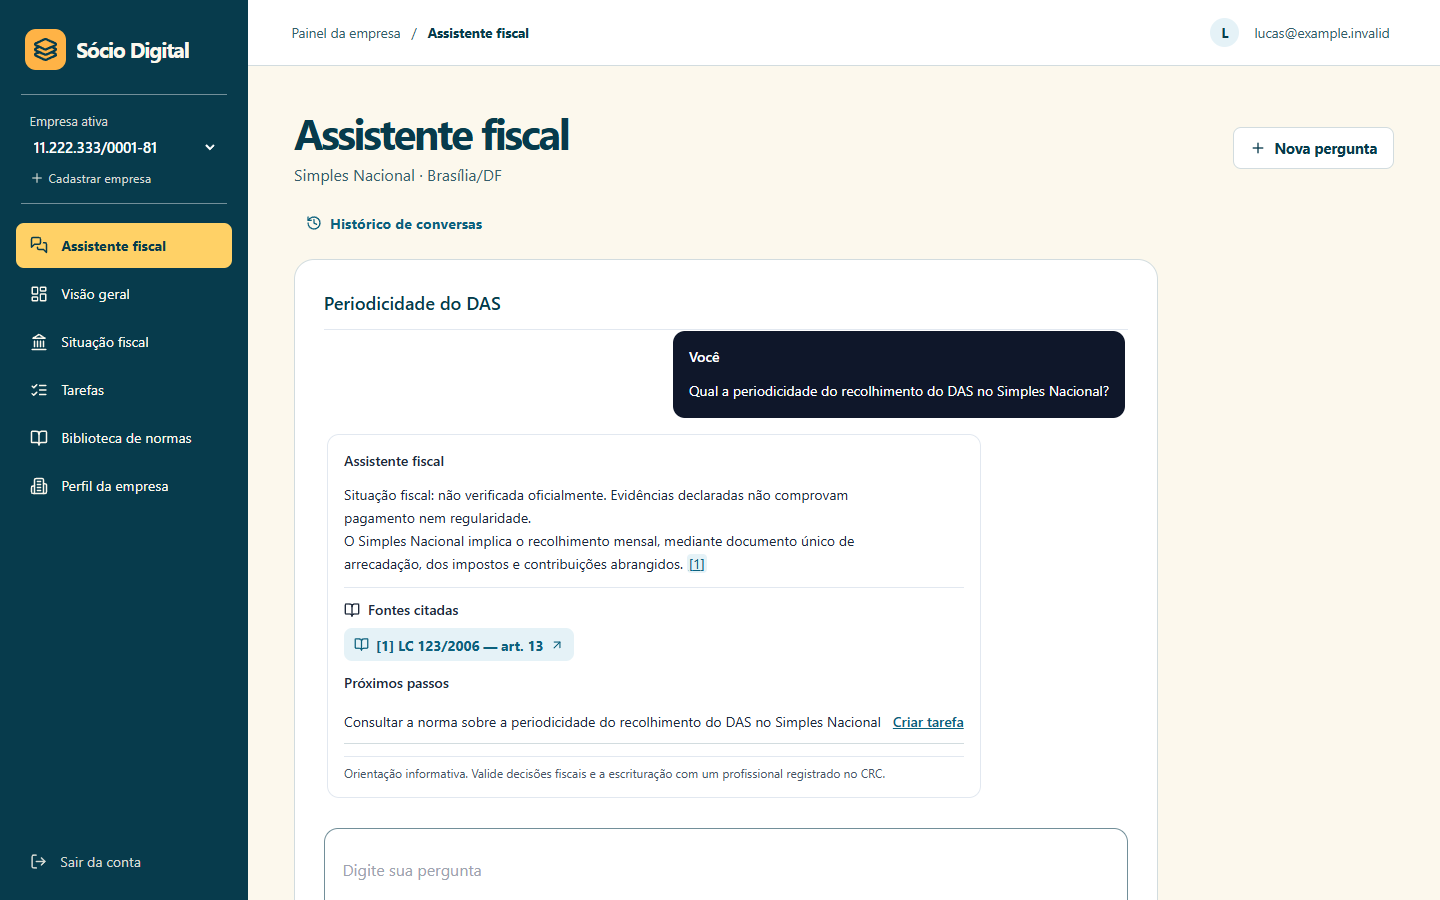 Sócio Digital
Empresa ativa
11.222.333/0001-81
Cadastrar empresa
Assistente fiscal
Visão geral
Situação fiscal
Tarefas
Biblioteca de normas
Perfil da empresa
Sair da conta
Painel da empresa / Assistente fiscal
L lucas@example.invalid
Assistente fiscal
Simples Nacional · Brasília/DF
+ Nova pergunta
Histórico de conversas
Periodicidade do DAS
Você
Qual a periodicidade do recolhimento do DAS no Simples Nacional?
Assistente fiscal
Situação fiscal: não verificada oficialmente. Evidências declaradas não comprovam
pagamento nem regularidade.
O Simples Nacional implica o recolhimento mensal, mediante documento único de
arrecadação, dos impostos e contribuições abrangidos. [1]
Fontes citadas
[1] LC 123/2006 — art. 13
Próximos passos
Consultar a norma sobre a periodicidade do recolhimento do DAS no Simples Nacional Criar tarefa
Orientação informativa. Valide decisões fiscais e a escrituração com um profissional registrado no CRC.
Digite sua pergunta